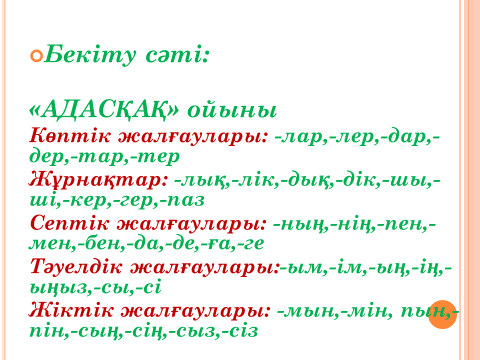 Бекіту сәті:
«АДАСҚАҚ» ойыны
Көптік жалғаулары: -лар,-лер,-дар,-
дер,-тар,-тер
Жұрнақтар: -лық,-лік,-дық,-дік,-шы,-
ші,-кер,-гер,-паз
Септік жалғаулары: -ның,-нің,-пен,-
мен,-бен,-да,-де,-ға,-ге
Тәуелдік жалғаулары:-ым,-ім,-ың,-ің,-
ыңыз,-сы,-сі
Жіктік жалғаулары: -мын,-мін, пын,-
пін,-сың,-сің,-сыз,-сіз